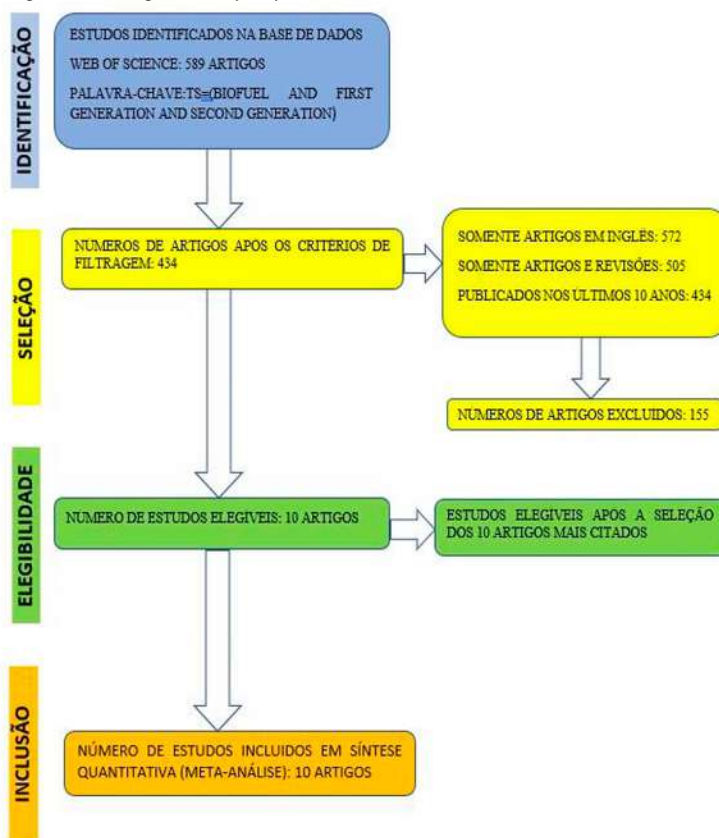 IDENTIFICAÇÃO
ESTUDOS IDENTIFICADOS NA BASE DE DADOS
WEB OF SCIENCE: 589 ARTIGOS
PALAVRA-CHAVE:TS=(BIOFUEL AND FIRST
GENERATION AND SECOND GENERATION)
SELEÇÃO
NUMEROS DE ARTIGOS APOS OS CRITÉRIOS DE
FILTRAGEM: 434
SOMENTE ARTIGOS EM INGLÊS: 572
SOMENTE ARTIGOS E REVISÕES: 505
PUBLICADOS NOS ÚLTIMOS 10 ANOS: 434
NUMEROS DE ARTIGOS EXCLUIDOS: 155
ELEGIBILIDADE
NÚMERO DE ESTUDOS ELEGÍVEIS: 10 ARTIGOS
ESTUDOS ELEGÍVEIS APOS A SELEÇÃO
DOS 10 ARTIGOS MAIS CITADOS
INCLUSÃO
NÚMERO DE ESTUDOS INCLUIDOS EM SÍNTESE
QUANTITATIVA (META-ANÁLISE): 10 ARTIGOS